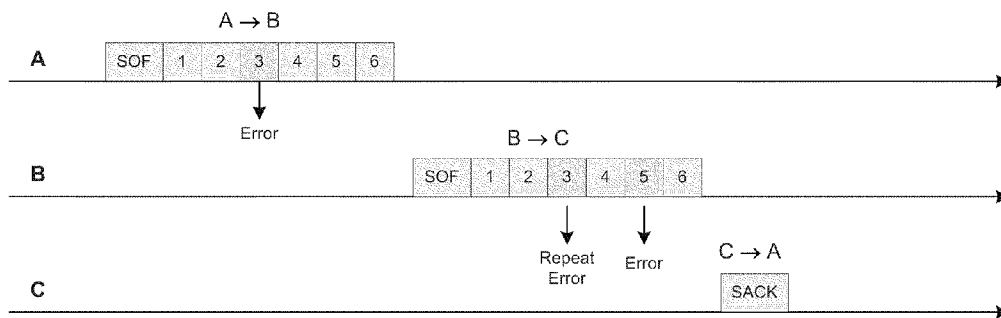 A → B
A
SOF 1 2 3 4 5 6
Error
B → C
B
SOF 1 2 3 4 5 6
Repeat
Error
Error
C → A
C
SACK